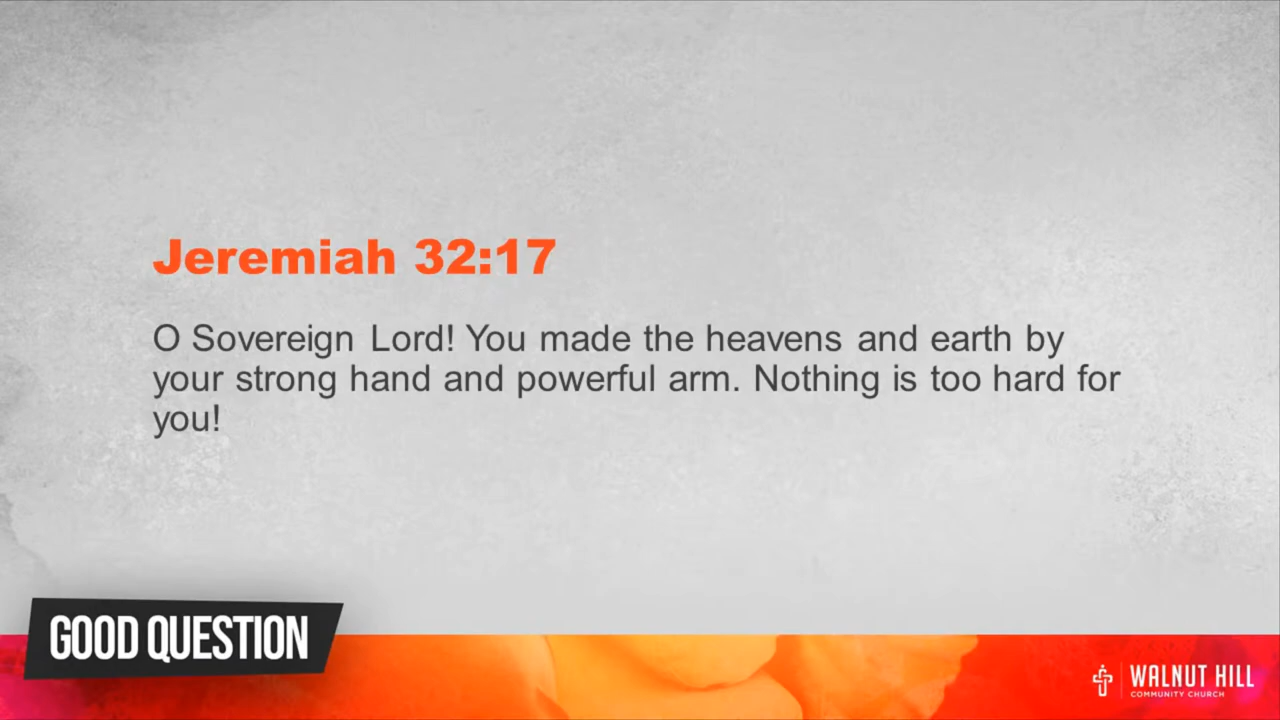 Jeremiah 32:17
O Sovereign Lord! You made the heavens and earth by
your strong hand and powerful arm. Nothing is too hard for
you!
GOOD QUESTION
WALNUT HILL
COMMUNITY CHURCH